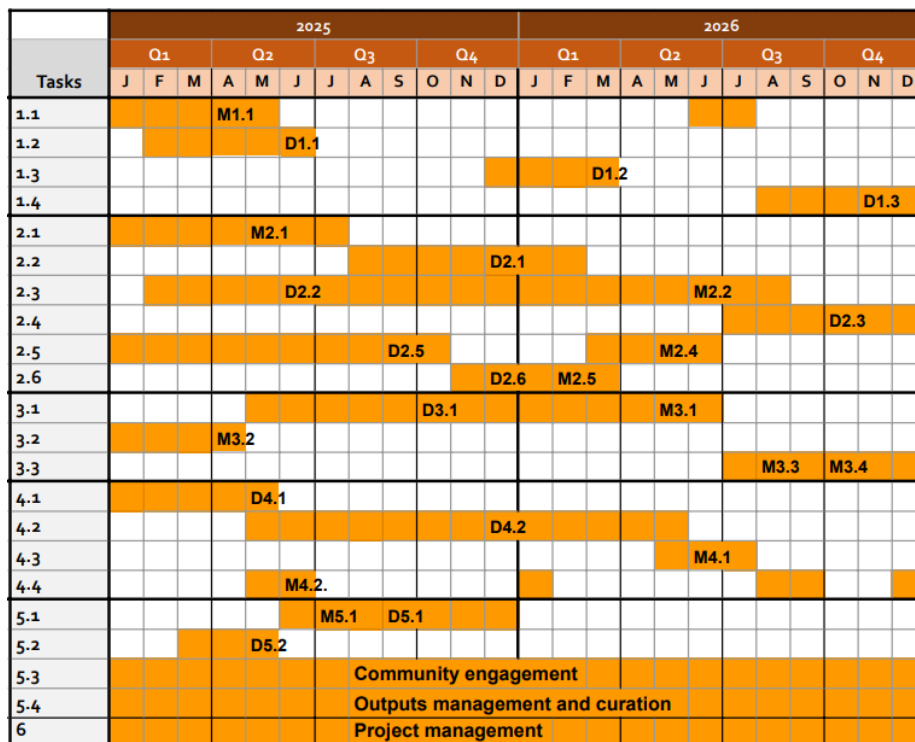 2025 2026
Q1 Q2 Q3 Q4 Q1 Q2 Q3 Q4
Tasks J F M A M J J A S O N D J F M A M J J A S O N D
1.1 M1.1
1.2 D1.1
1.3 D1.2
1.4 D1.3
2.1 M2.1
2.2 D2.1
2.3 D2.2 M2.2
2.4 D2.3
2.5 D2.5 M2.4
2.6 D2.6 M2.5
3.1 D3.1 M3.1
3.2 M3.2
3.3 M3.3 M3.4
4.1 D4.1
4.2 D4.2
4.3 M4.1
4.4 M4.2.
5.1 M5.1 D5.1
5.2 D5.2
5.3 Community engagement
5.4 Outputs management and curation
6 Project management